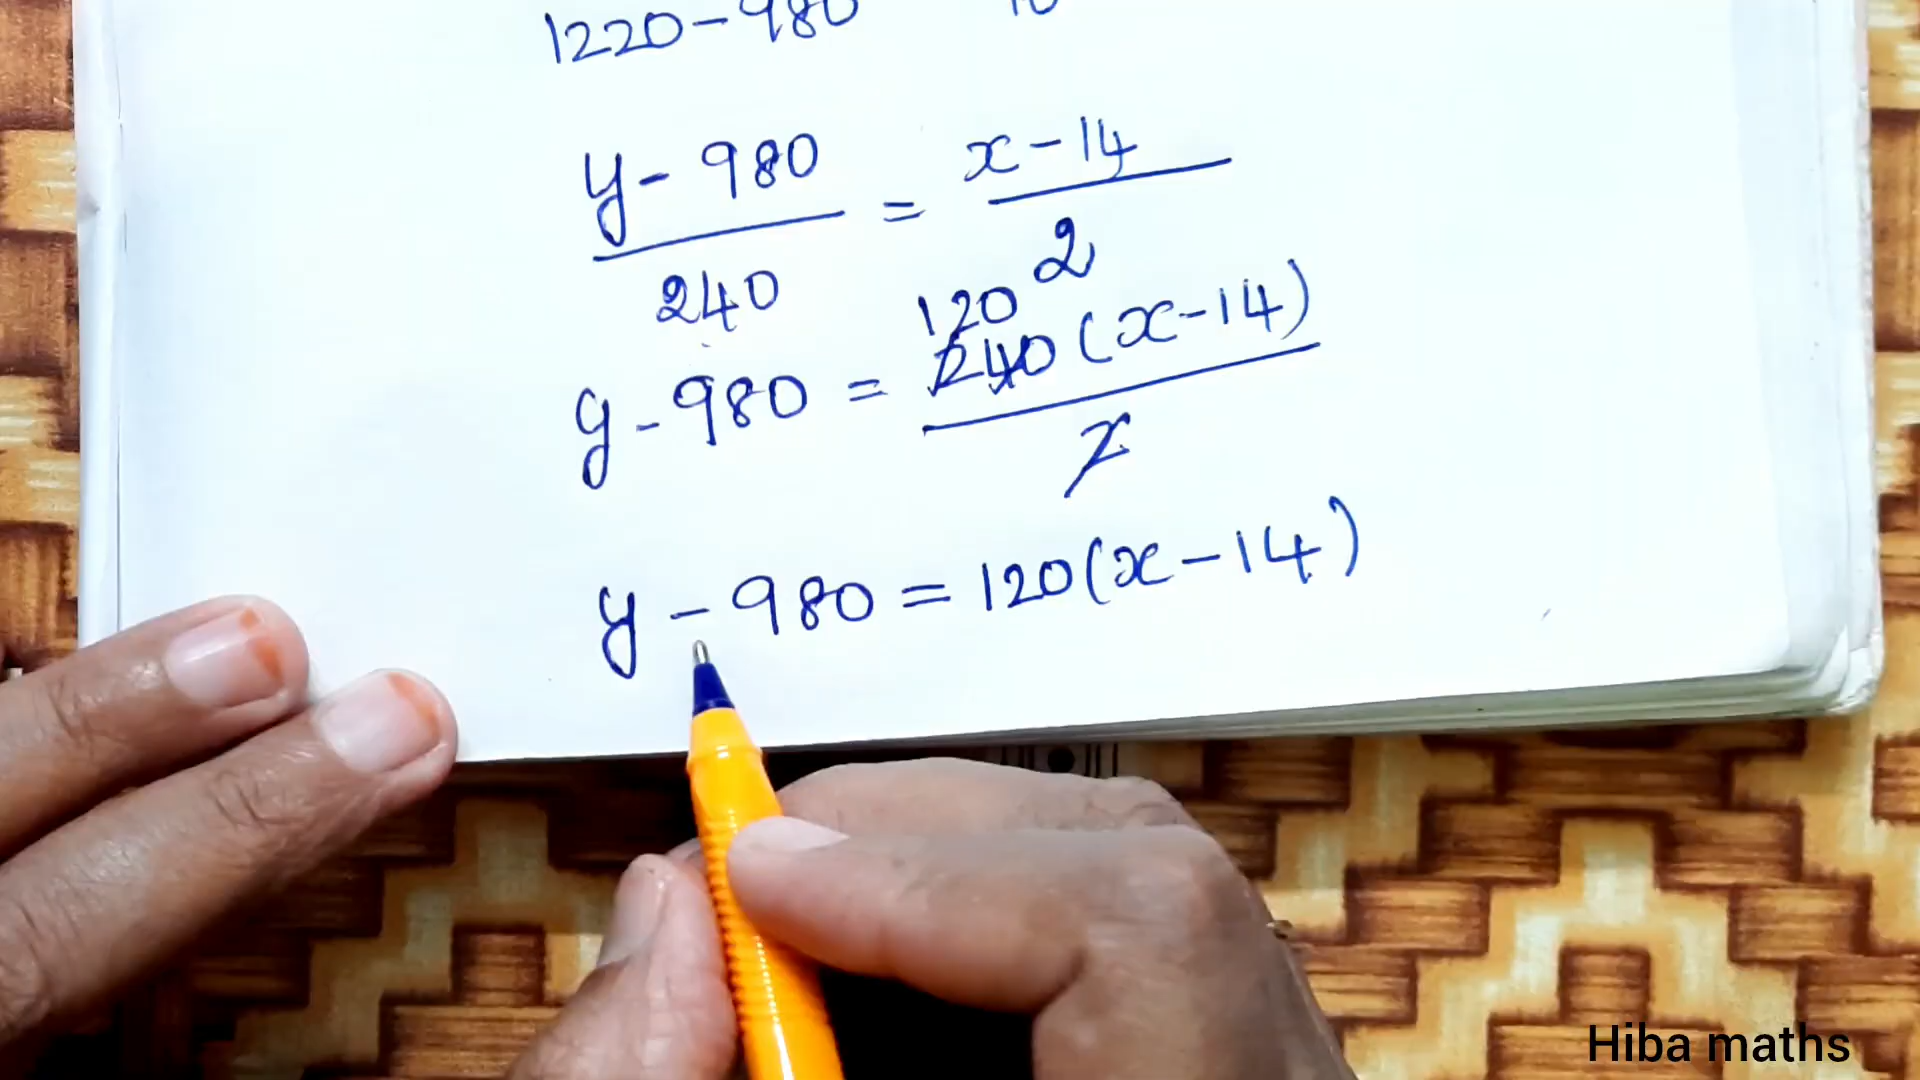 1220-980
y-980 = x-14
240 2
y-980 = 240(x-14)
120
2
y-980=120(x-14)
Hiba maths